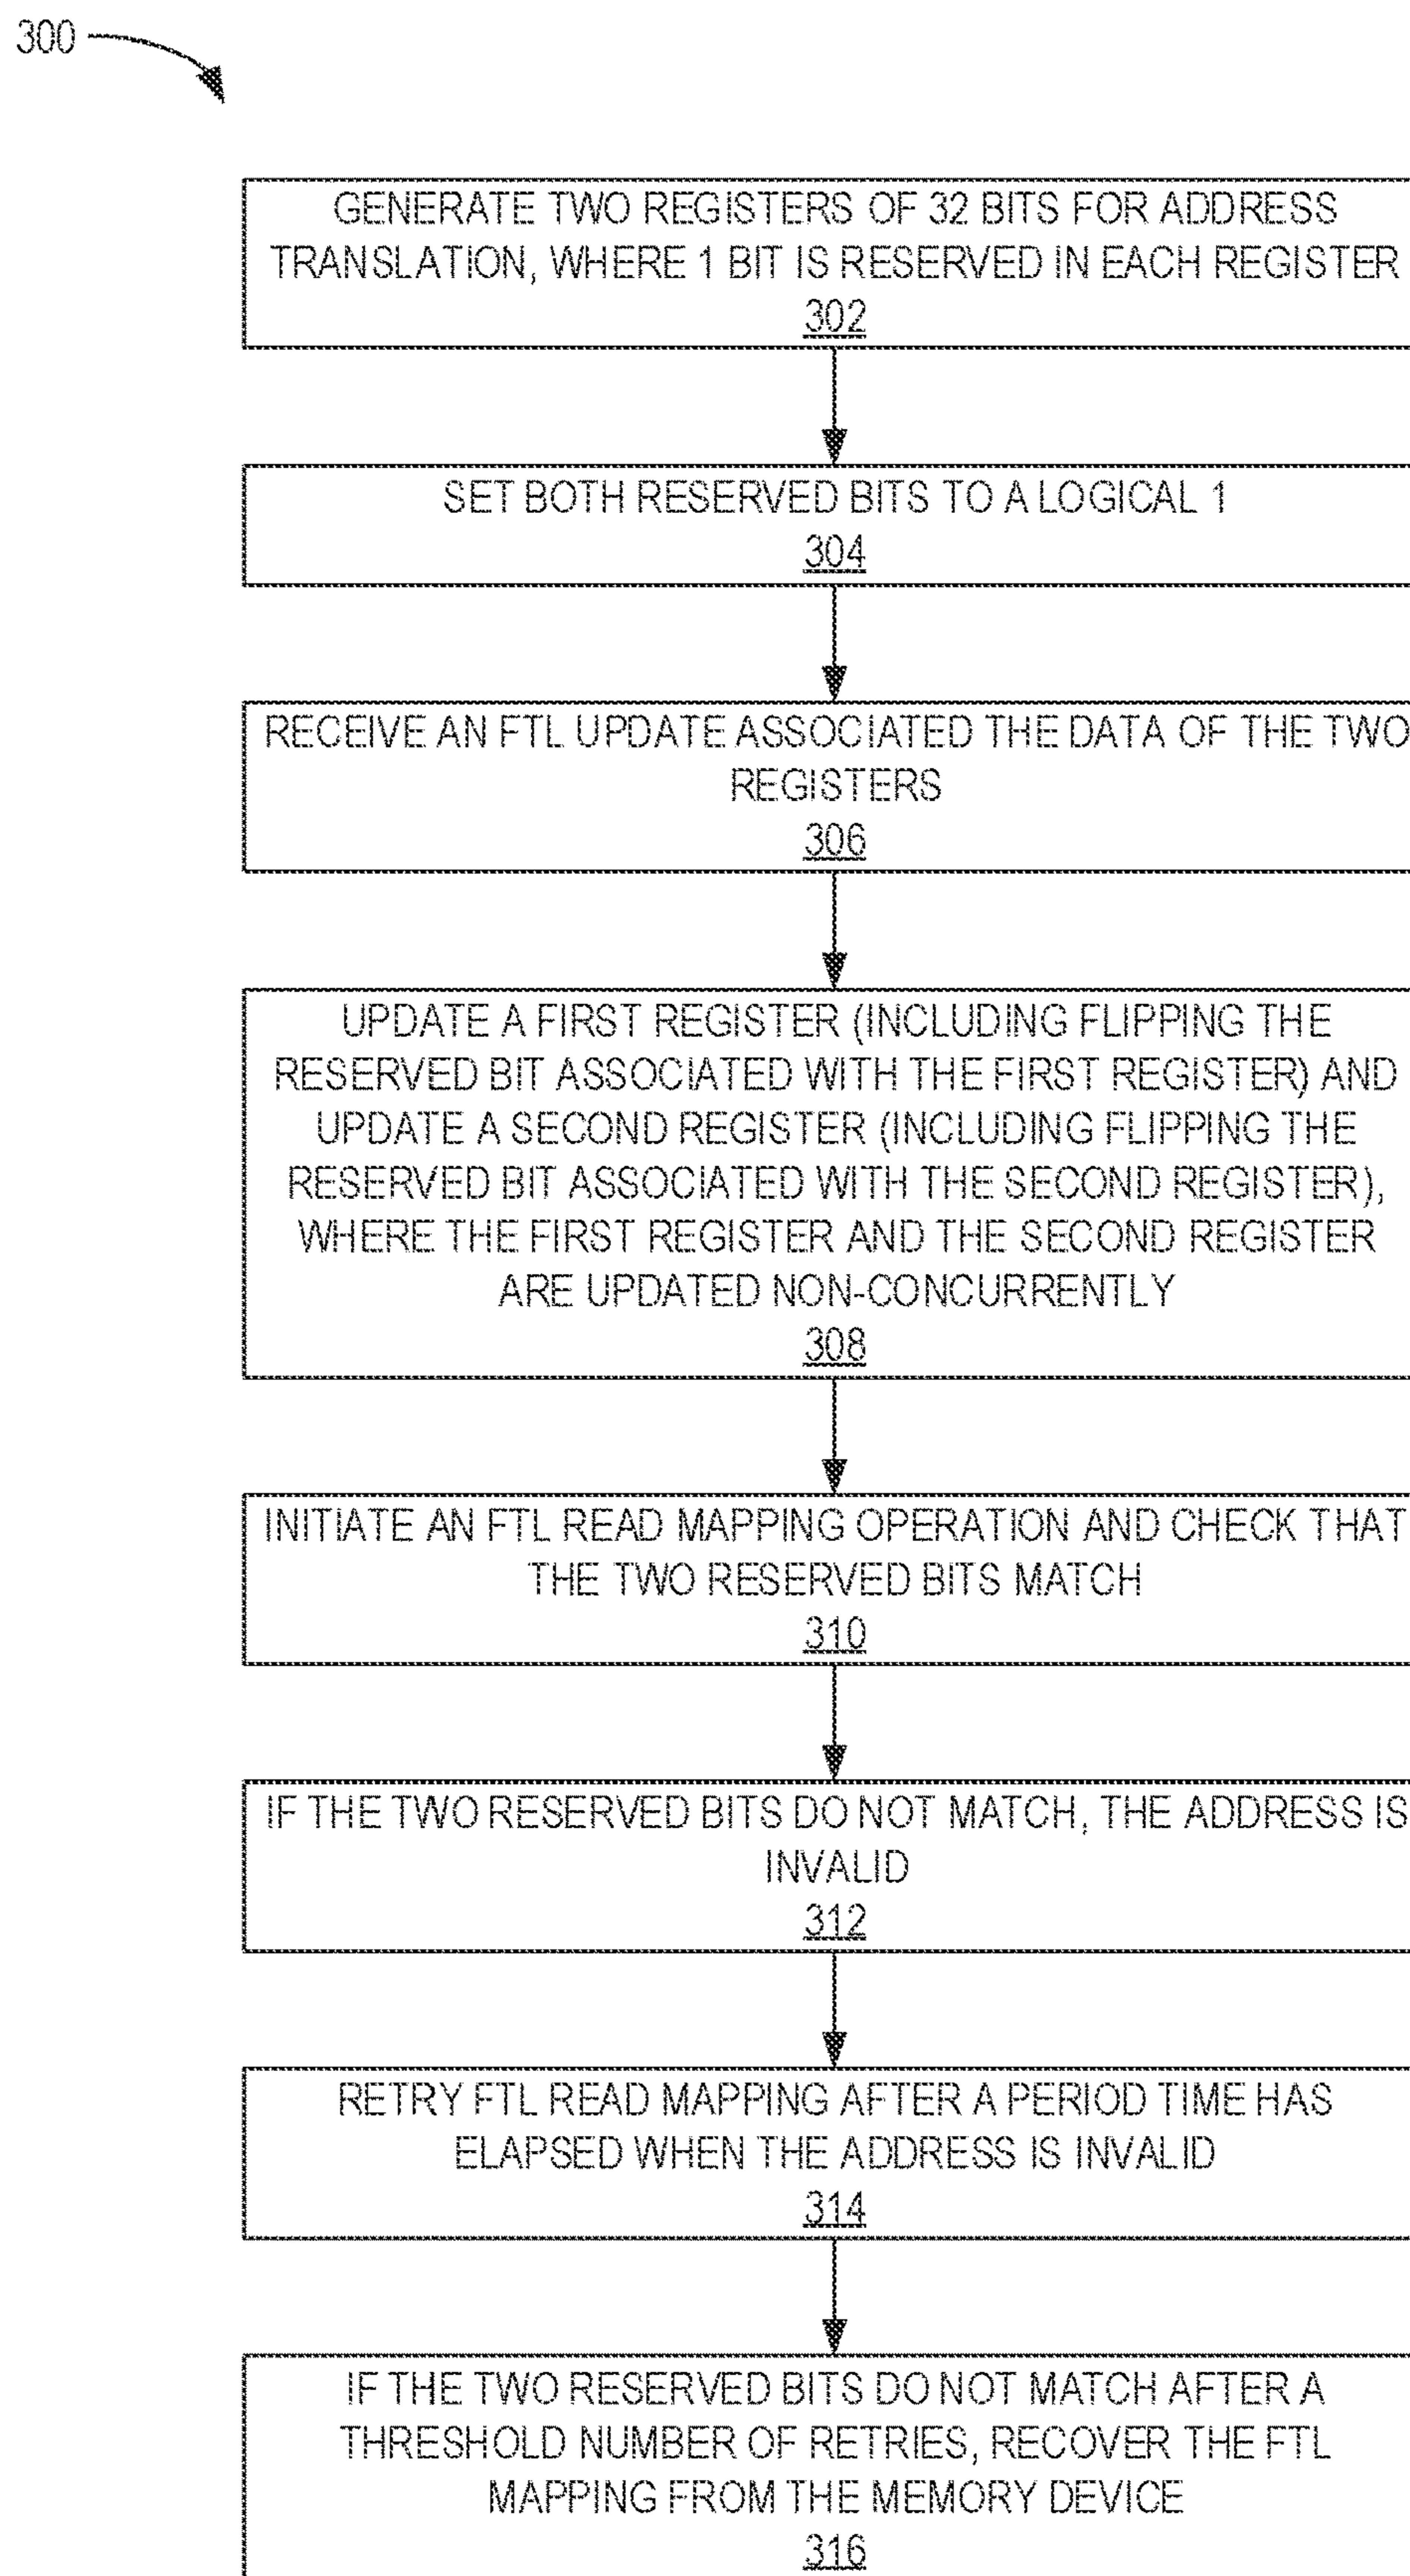 300
GENERATE TWO REGISTERS OF 32 BITS FOR ADDRESS
TRANSLATION, WHERE 1 BIT IS RESERVED IN EACH REGISTER
302
SET BOTH RESERVED BITS TO A LOGICAL 1
304
RECEIVE AN FTL UPDATE ASSOCIATED THE DATA OF THE TWO
REGISTERS
306
UPDATE A FIRST REGISTER (INCLUDING FLIPPING THE
RESERVED BIT ASSOCIATED WITH THE FIRST REGISTER) AND
UPDATE A SECOND REGISTER (INCLUDING FLIPPING THE
RESERVED BIT ASSOCIATED WITH THE SECOND REGISTER),
WHERE THE FIRST REGISTER AND THE SECOND REGISTER
ARE UPDATED NON-CONCURRENTLY
308
INITIATE AN FTL READ MAPPING OPERATION AND CHECK THAT
THE TWO RESERVED BITS MATCH
310
IF THE TWO RESERVED BITS DO NOT MATCH, THE ADDRESS IS
INVALID
312
RETRY FTL READ MAPPING AFTER A PERIOD TIME HAS
ELAPSED WHEN THE ADDRESS IS INVALID
314
IF THE TWO RESERVED BITS DO NOT MATCH AFTER A
THRESHOLD NUMBER OF RETRIES, RECOVER THE FTL
MAPPING FROM THE MEMORY DEVICE
316